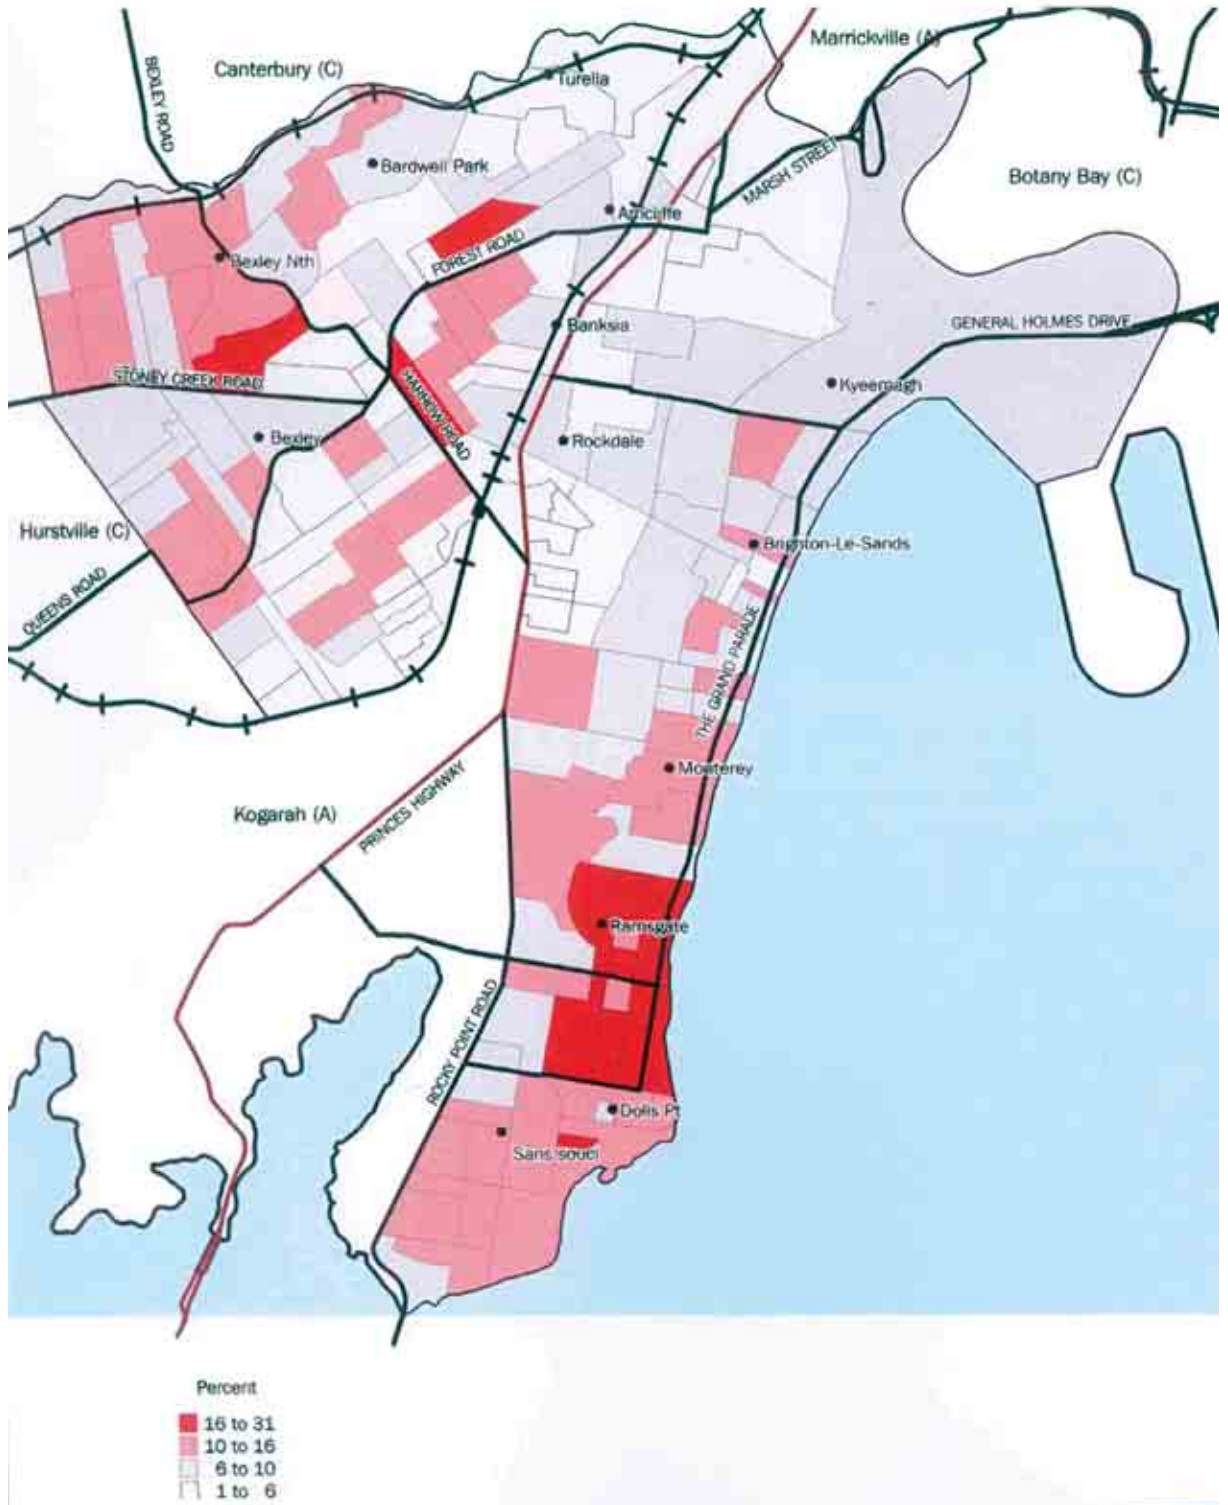 Marrickville (A)
Canterbury (C)
BEXLEY ROAD
Turella
Bardwell Park
MARSH STREET
Botany Bay (C)
Arncliffe
Bexley Nth
FOREST ROAD
Banksia
GENERAL HOLMES DRIVE
STONEY CREEK ROAD
HARROW ROAD
Kyeemagh
Bexley
Rockdale
Hurstville (C)
Brighton-Le-Sands
QUEENS ROAD
THE GRAND PARADE
Monterey
Kogarah (A)
PRINCES HIGHWAY
Ramsgate
ROCKY POINT ROAD
Dolls Pt
Sans souci
Percent
16 to 31
10 to 16
6 to 10
1 to 6